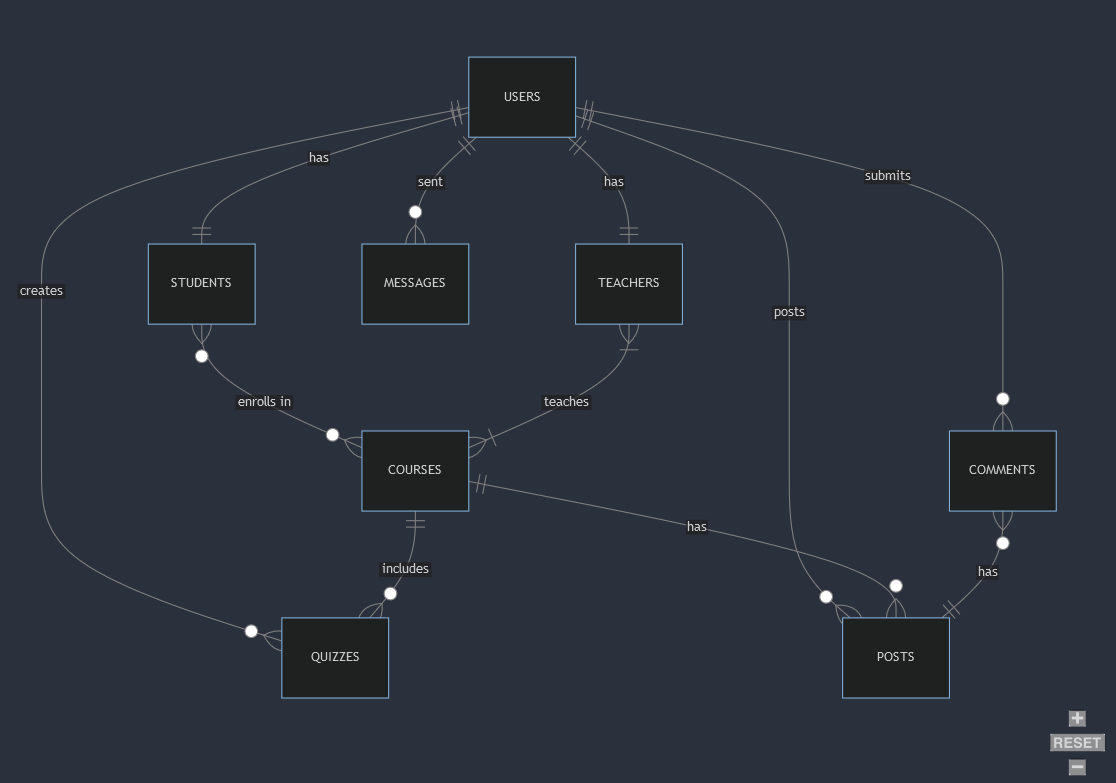 USERS
has
submits
sent
has
STUDENTS
MESSAGES
TEACHERS
creates
posts
enrolls in
teaches
COURSES
COMMENTS
has
includes
has
QUIZZES
POSTS
+
RESET
−